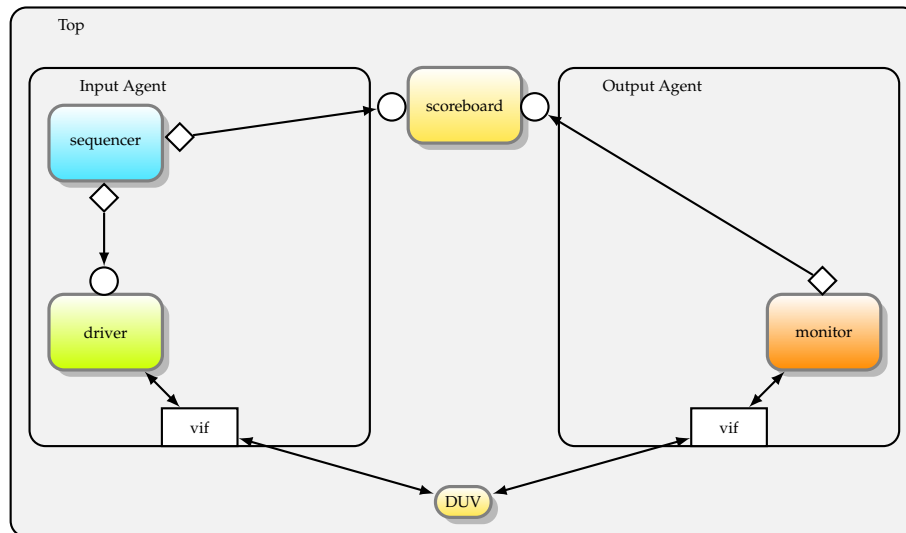 Top
Input Agent
scoreboard
Output Agent
sequencer
driver
monitor
vif
vif
DUV